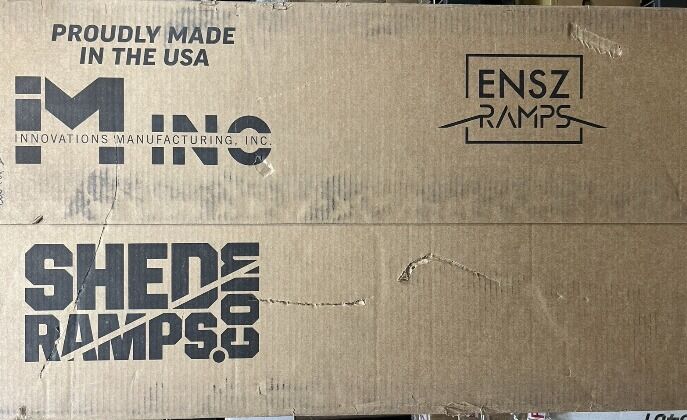 PROUDLY MADE
IN THE USA
iM INC
INNOVATIONS MANUFACTURING, INC.
ENSZ
RAMPS
SHED
RAMPS.COM